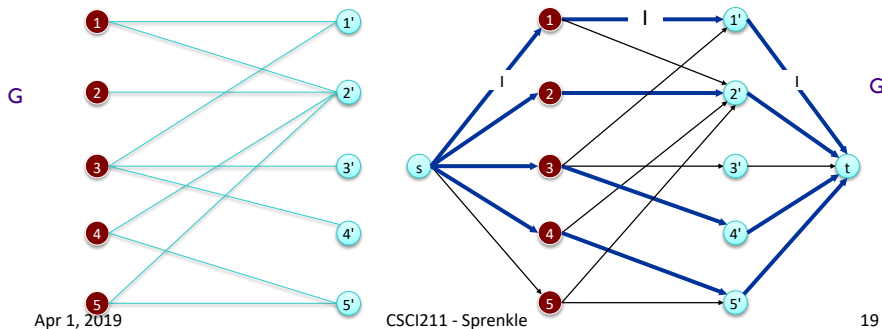 1 1' 1 I 1'
I I
G 2 2' 2 2' G
3 3' s 3 3' t
4 4' 4 4'
5 5' 5 5'
Apr 1, 2019 CSCI211 - Sprenkle 19